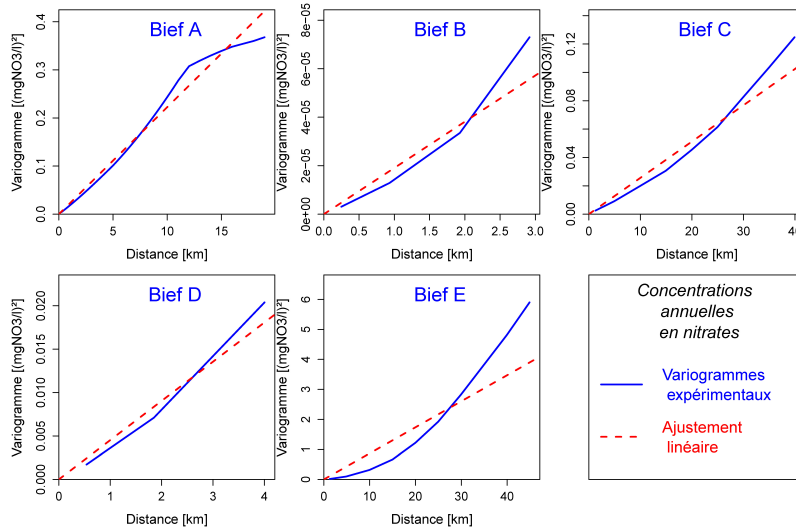 Bief A
Variogramme [(mgNO3/l)²]
0.0 0.1 0.2 0.3 0.4
0 5 10 15
Distance [km]
Bief B
Variogramme [(mgNO3/l)²]
0e+00 2e-05 4e-05 6e-05 8e-05
0.0 0.5 1.0 1.5 2.0 2.5 3.0
Distance [km]
Bief C
Variogramme [(mgNO3/l)²]
0.00 0.04 0.08 0.12
0 10 20 30 40
Distance [km]
Bief D
Variogramme [(mgNO3/l)²]
0.000 0.005 0.010 0.015 0.020
0 1 2 3 4
Distance [km]
Bief E
Variogramme [(mgNO3/l)²]
0 1 2 3 4 5 6
0 10 20 30 40
Distance [km]
Concentrations
annuelles
en nitrates
Variogrammes
expérimentaux
Ajustement
linéaire